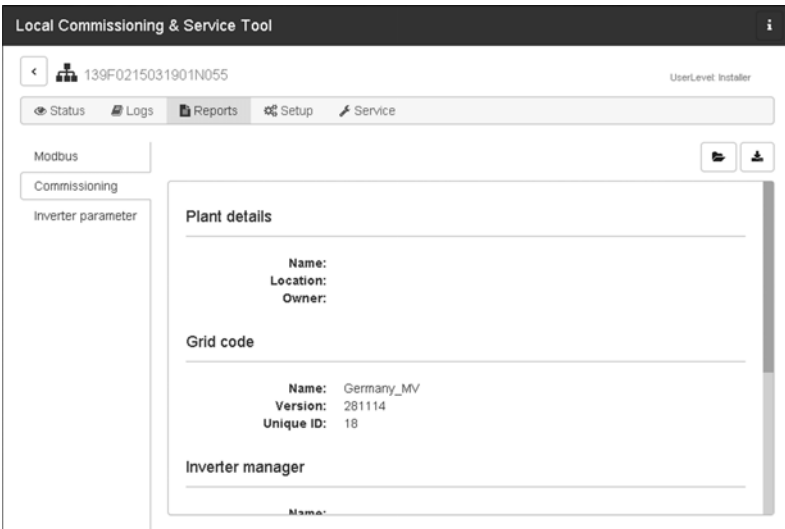 Local Commissioning & Service Tool
i
139F0215031901N055
UserLevel: Installer
Status Logs Reports Setup Service
Modbus
Commissioning
Inverter parameter
Plant details
Name:
Location:
Owner:
Grid code
Name: Germany_MV
Version: 281114
Unique ID: 18
Inverter manager
Name: